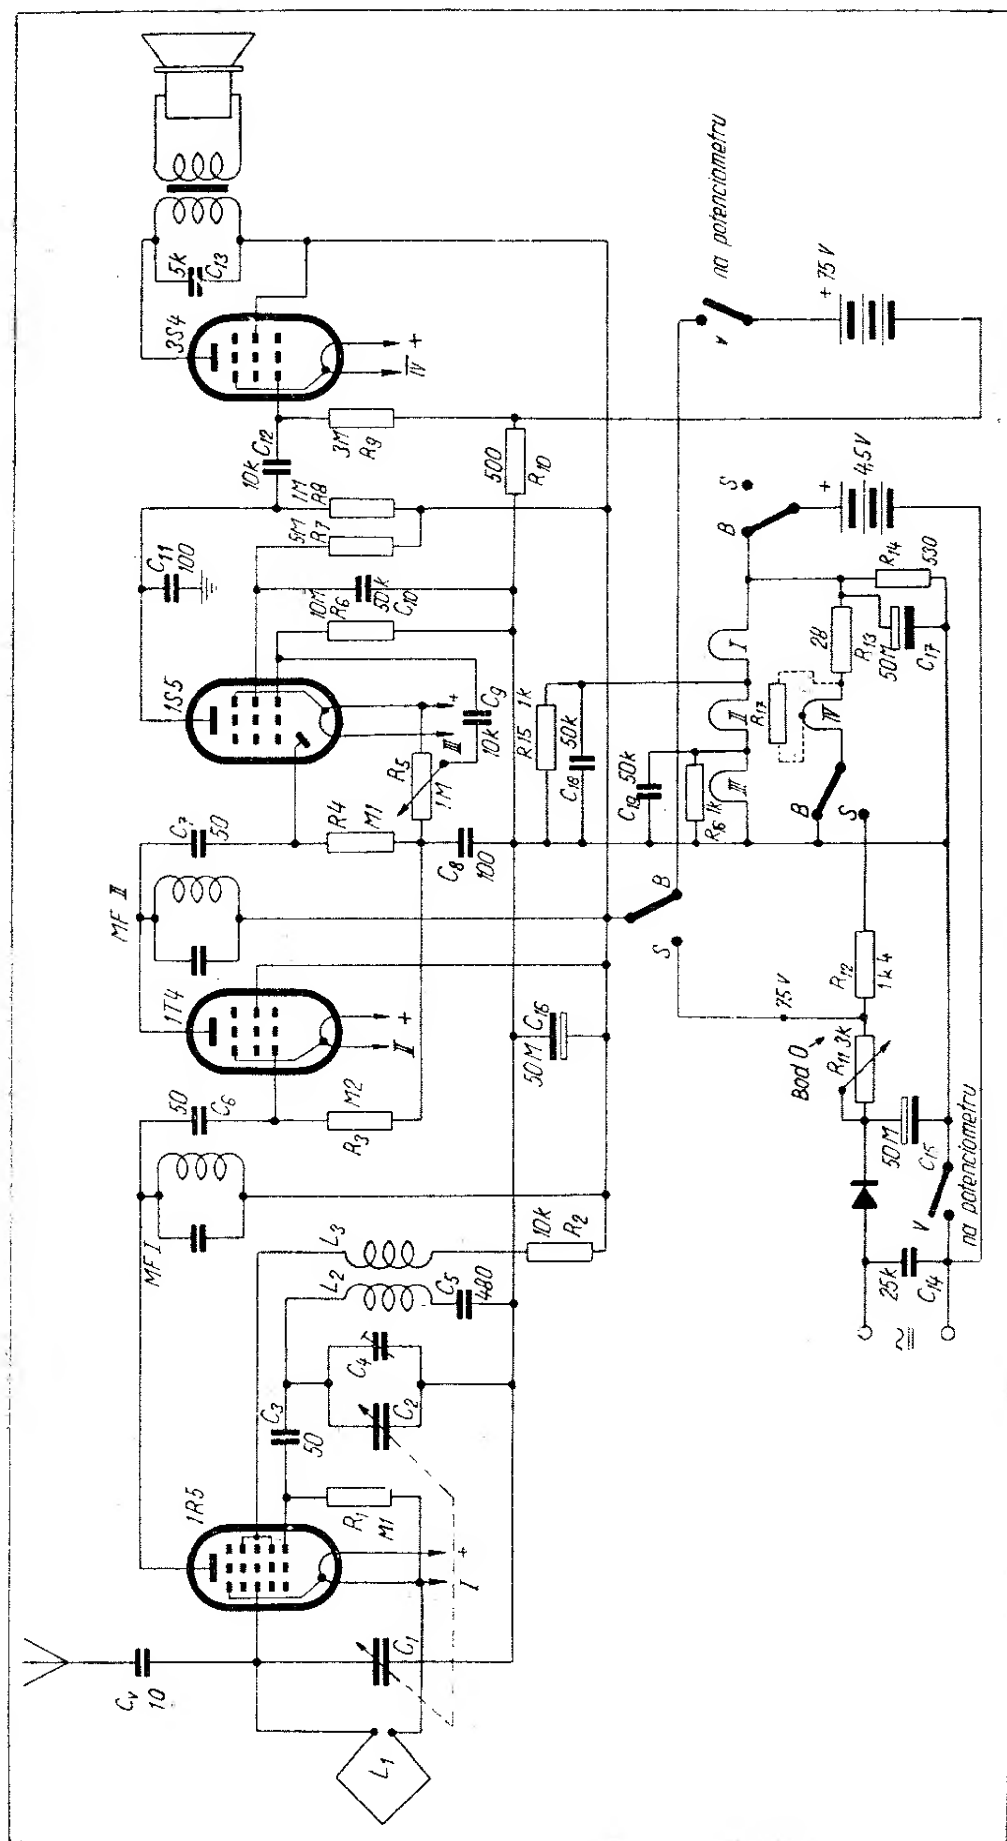 Cv
10
L1
C1
1R5
I
+
R1
M1
C3
50
C2
C4
L2
L3
C5
480
10k
R2
MF I
50
C6
M2
R3
1T4
II
+
MF II
C7
50
R4
M1
R5
1M
C8
100
1S5
III
+
C9
10k
10M
R6
50k
C10
C11
100
5M
R7
1M
R8
10k
C12
3M
R9
500
R10
3S4
IV
+
5k
C13
50M
C16
S
B
R15
1k
C18
50k
C19
50k
R16
1k
III
II
I
R17
IV
28
R13
50M
C17
R14
530
B
S
+
4,5 V
B
S
v
na potenciometru
+ 75 V
75 V
R12
1k4
Bod O
R11 3k
50M
C15
25k
C14
V
na potenciometru
≂